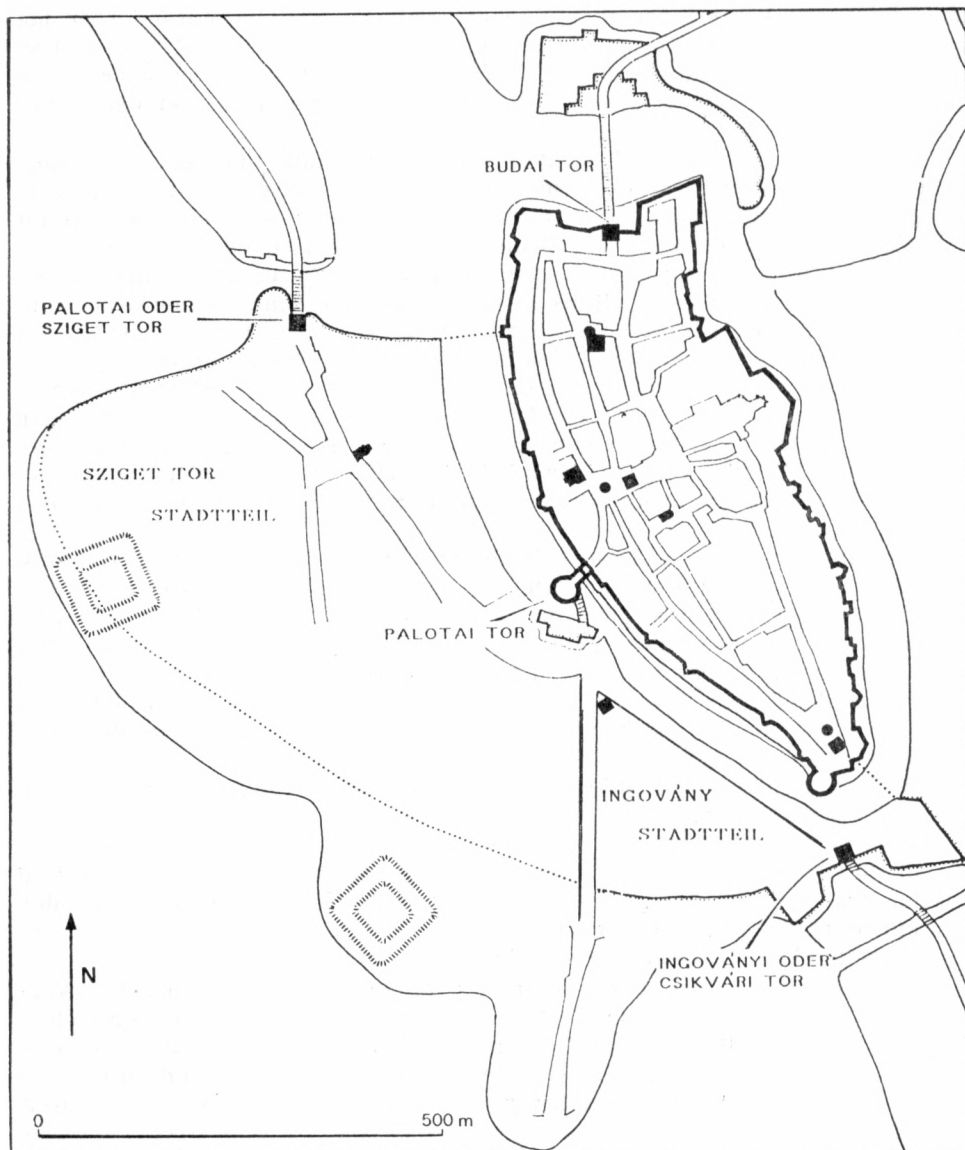 BUDAI TOR
PALOTAI ODER
SZIGET TOR
SZIGET TOR
STADTTEIL
PALOTAI TOR
INGOVÁNY
STADTTEIL
INGOVÁNYI ODER
CSIKVÁRI TOR
N
0
500 m